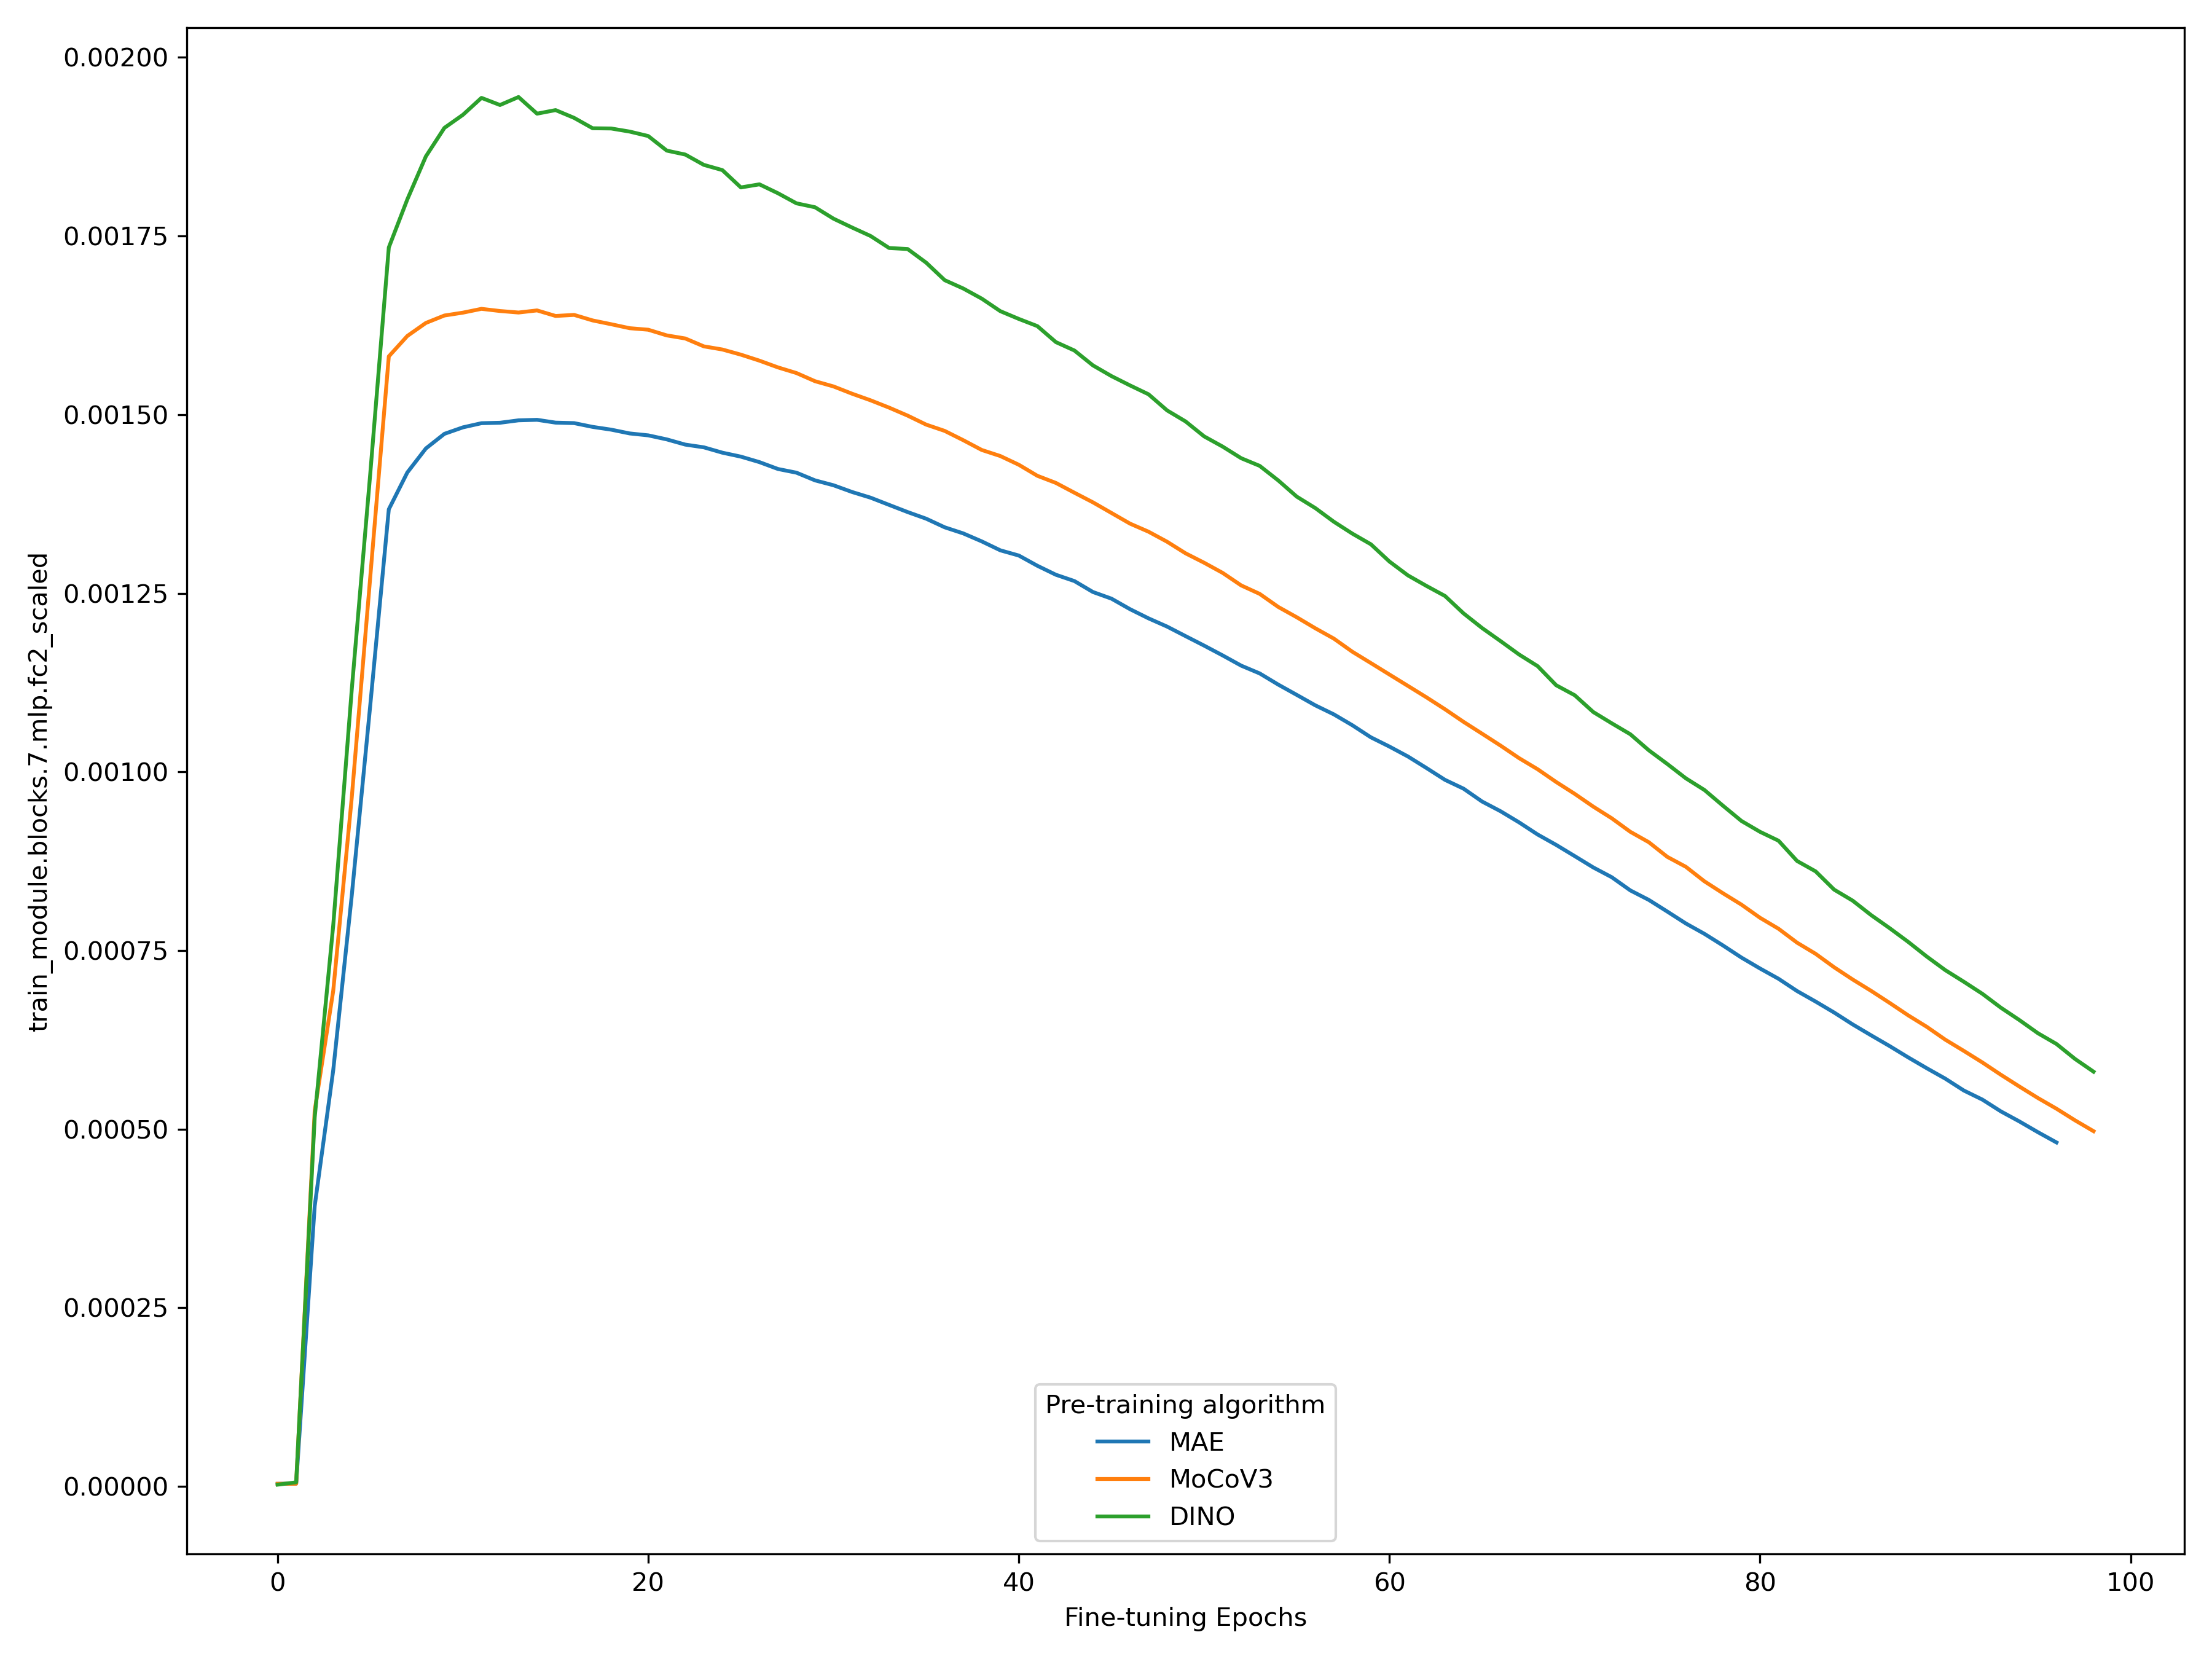 0.00200
0.00175
0.00150
0.00125
0.00100
0.00075
0.00050
0.00025
0.00000
train_module.blocks.7.mlp.fc2_scaled
Pre-training algorithm
MAE
MoCoV3
DINO
0 20 40 60 80 100
Fine-tuning Epochs